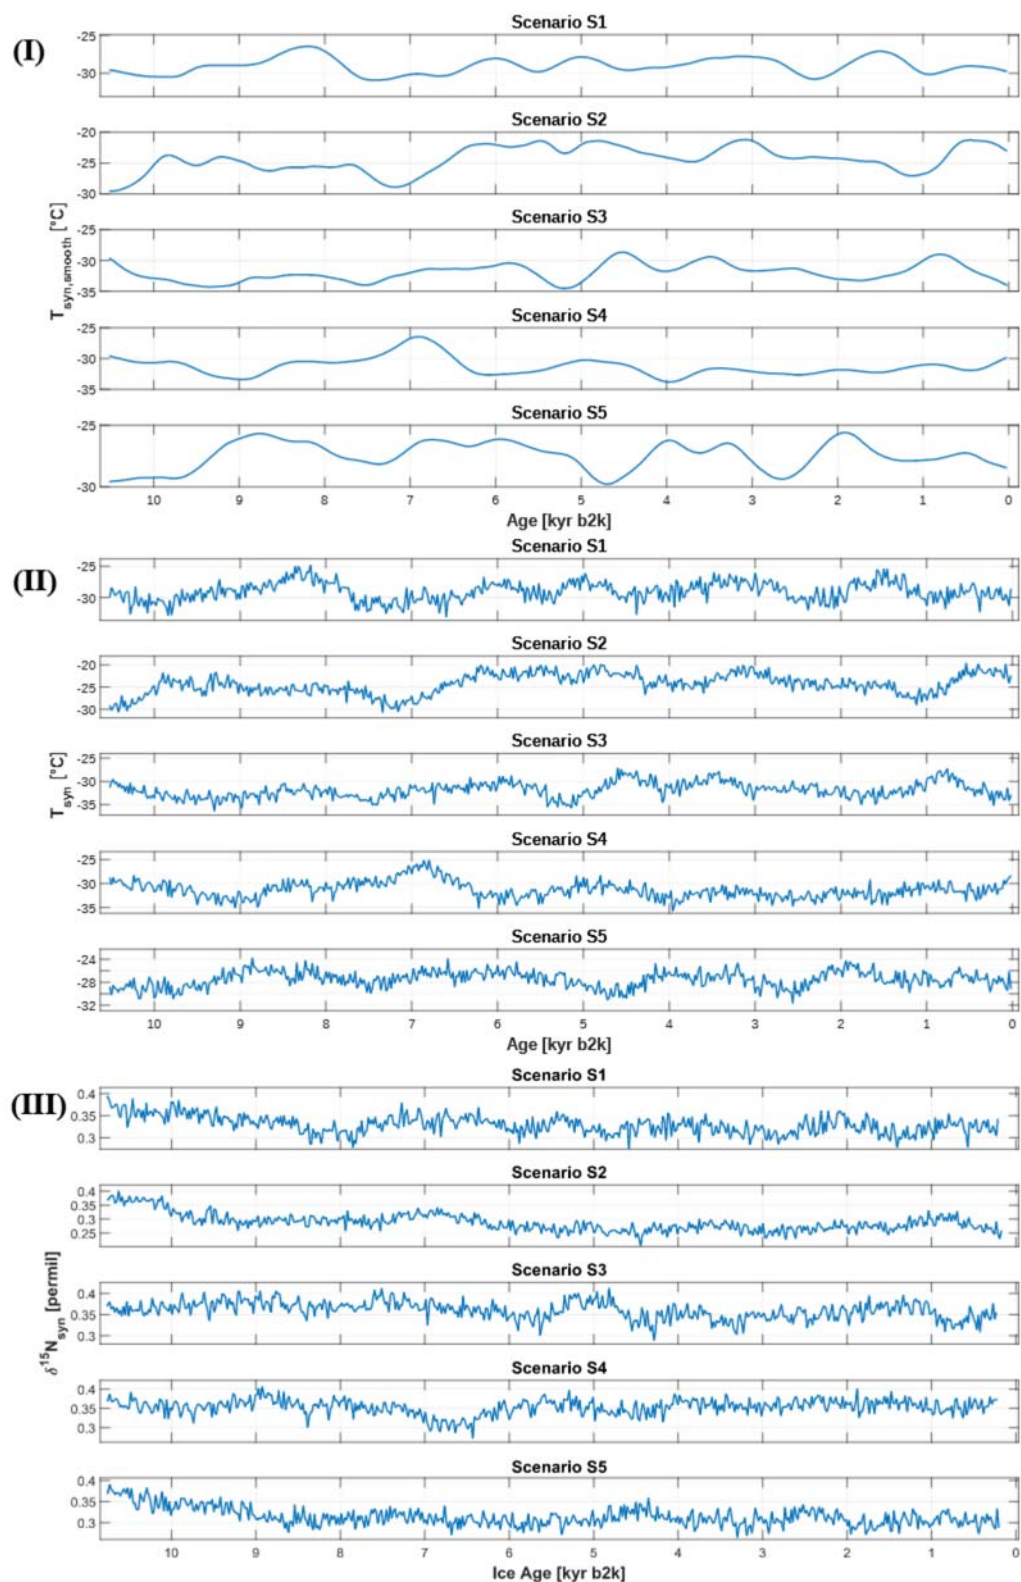 (I)
Scenario S1
-25
-30
Scenario S2
-20
-25
-30
Scenario S3
-25
-30
-35
Scenario S4
-25
-30
-35
Scenario S5
-25
-30
10 9 8 7 6 5 4 3 2 1 0
Age [kyr b2k]
T_syn,smooth [°C]
(II)
Scenario S1
-25
-30
Scenario S2
-20
-25
-30
Scenario S3
-25
-30
-35
Scenario S4
-25
-30
-35
Scenario S5
-24
-28
-32
10 9 8 7 6 5 4 3 2 1 0
Age [kyr b2k]
T_syn [°C]
(III)
Scenario S1
0.4
0.35
0.3
Scenario S2
0.4
0.35
0.3
0.25
Scenario S3
0.4
0.35
0.3
Scenario S4
0.4
0.35
0.3
Scenario S5
0.4
0.35
0.3
10 9 8 7 6 5 4 3 2 1 0
Ice Age [kyr b2k]
δ¹⁵N_syn [permil]